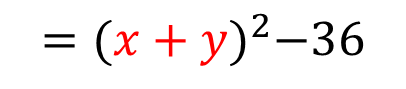 = (x + y)²−36